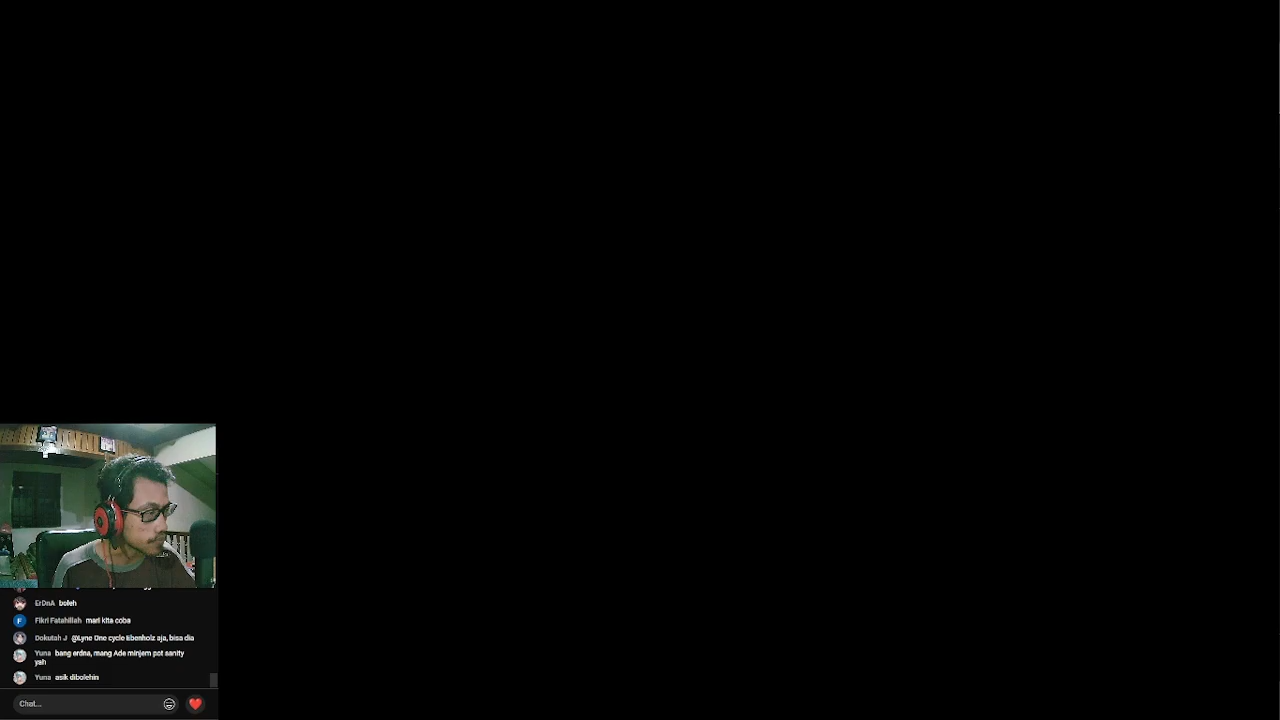 ErDnA boleh
Fikri Fatahillah mari kita coba
Dokutah J @Lyne One cycle Ebenholz aja, bisa dia
Yuna bang erdna, mang Ade minjem pot sanity
yah
Yuna asik dibolehin
Chat...